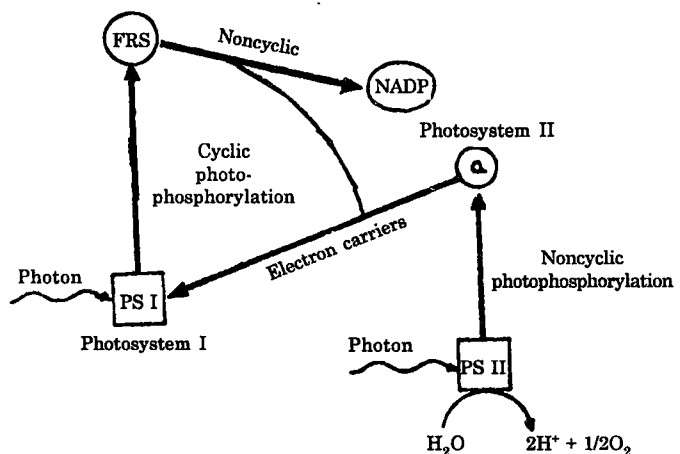 FRS
Noncyclic
NADP
Photosystem II
Q
Cyclic
photo-
phosphorylation
Electron carriers
Noncyclic
photophosphorylation
Photon
PS I
Photosystem I
Photon
PS II
H₂O
2H⁺ + 1/2O₂